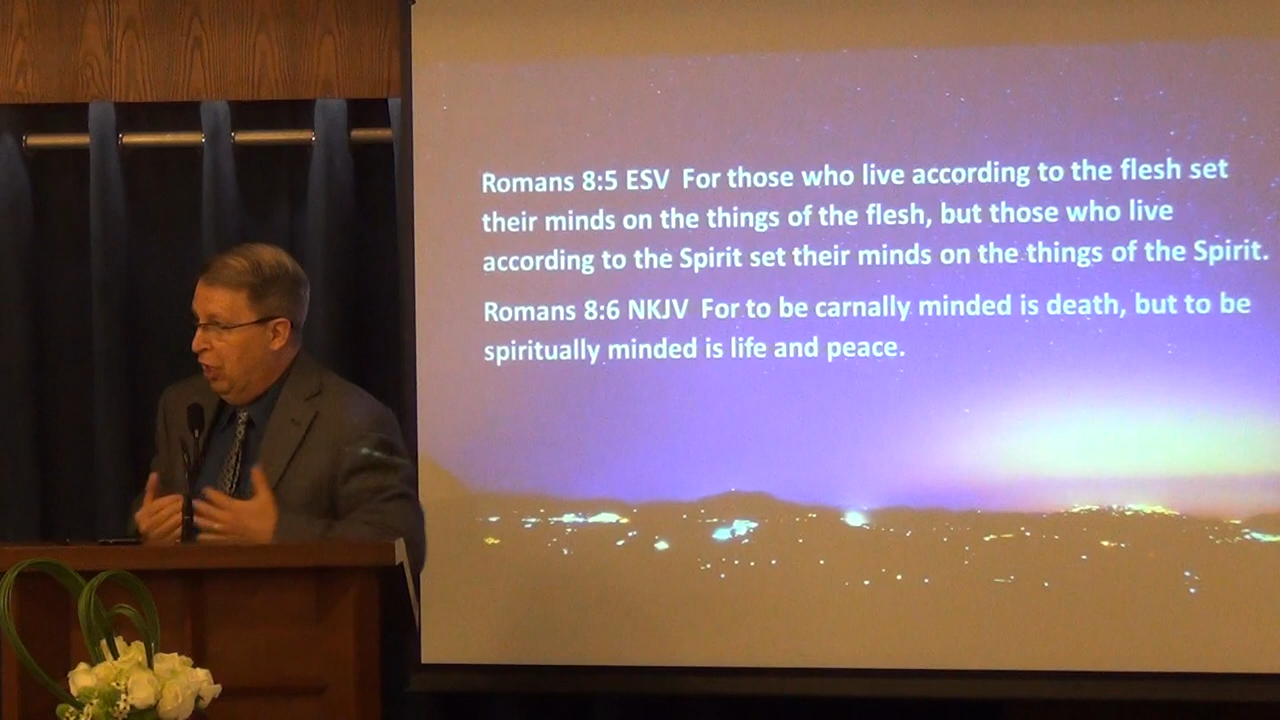 Romans 8:5 ESV For those who live according to the flesh set
their minds on the things of the flesh, but those who live
according to the Spirit set their minds on the things of the Spirit.
Romans 8:6 NKJV For to be carnally minded is death, but to be
spiritually minded is life and peace.